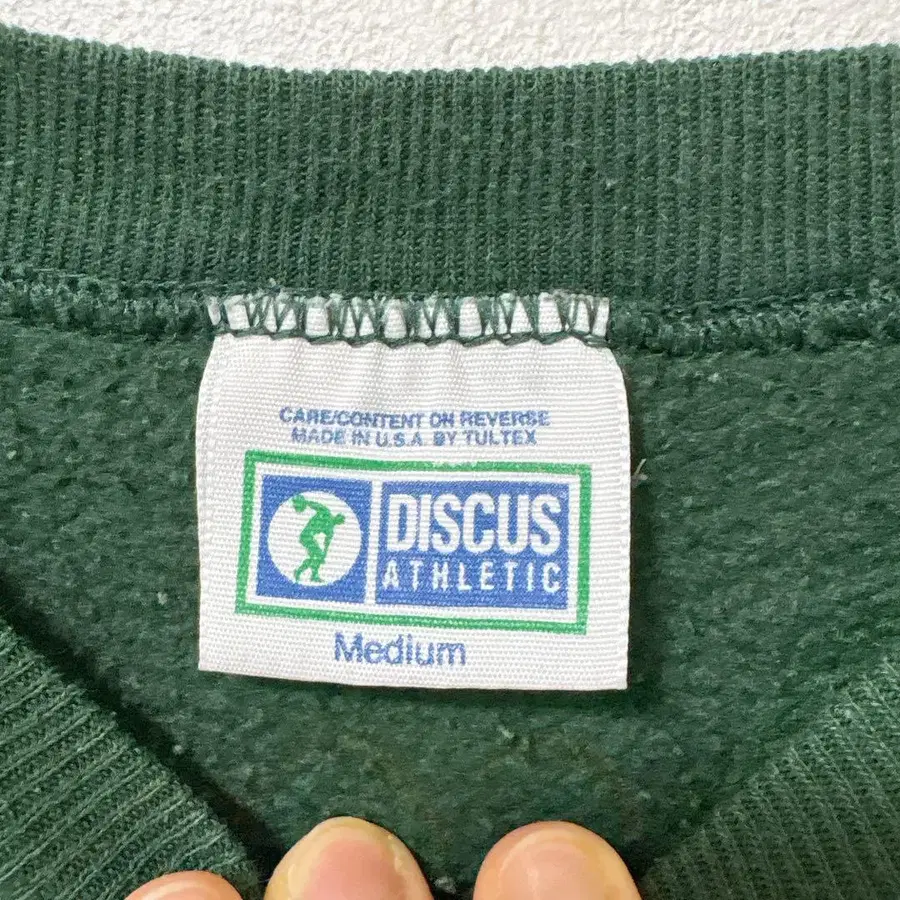 CARE/CONTENT ON REVERSE
MADE IN U.S.A. BY TULTEX
DISCUS
ATHLETIC
Medium